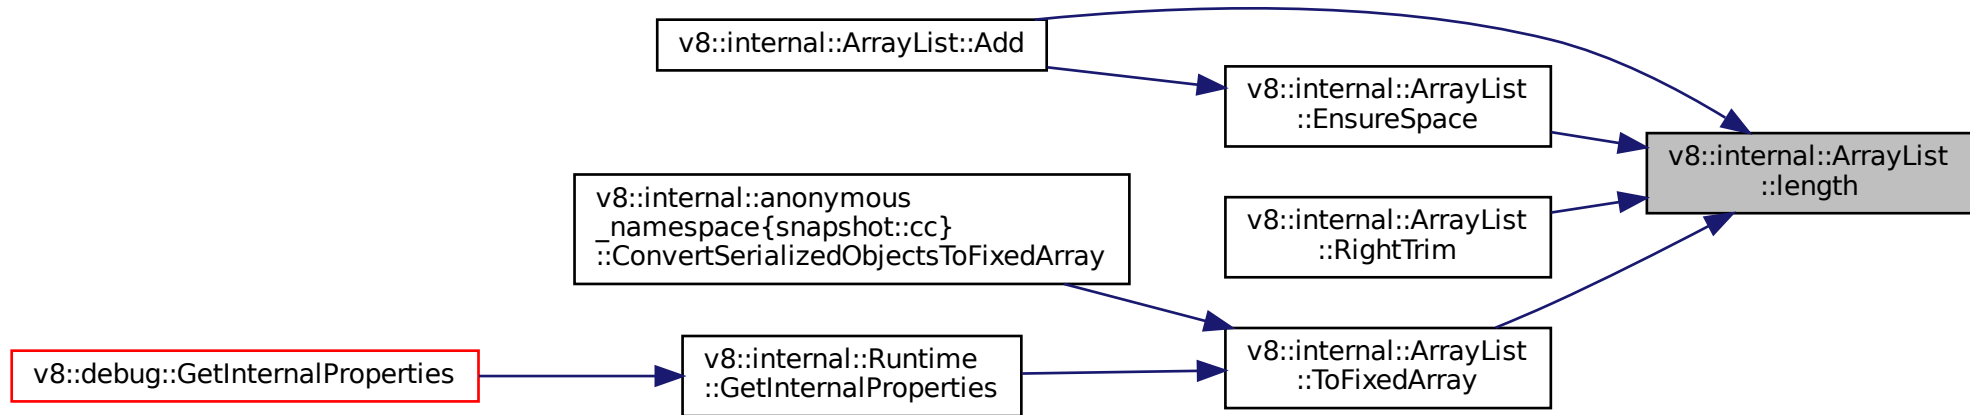 v8::internal::ArrayList::Add
v8::internal::ArrayList
::EnsureSpace
v8::internal::ArrayList
::length
v8::internal::anonymous
_namespace{snapshot::cc}
::ConvertSerializedObjectsToFixedArray
v8::internal::ArrayList
::RightTrim
v8::debug::GetInternalProperties
v8::internal::Runtime
::GetInternalProperties
v8::internal::ArrayList
::ToFixedArray